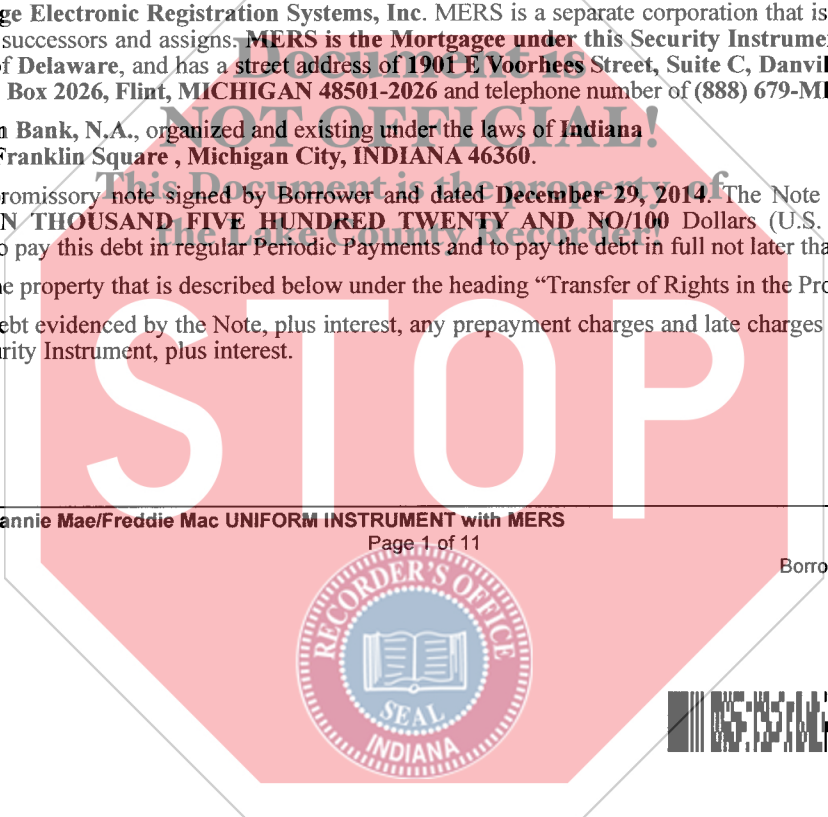 ge Electronic Registration Systems, Inc. MERS is a separate corporation that is
successors and assigns. MERS is the Mortgagee under this Security Instrume
f Delaware, and has a street address of 1901 E Voorhees Street, Suite C, Danvil
Box 2026, Flint, MICHIGAN 48501-2026 and telephone number of (888) 679-MI
n Bank, N.A., organized and existing under the laws of Indiana
Franklin Square , Michigan City, INDIANA 46360.
romissory note signed by Borrower and dated December 29, 2014. The Note
N THOUSAND FIVE HUNDRED TWENTY AND NO/100 Dollars (U.S.
o pay this debt in regular Periodic Payments and to pay the debt in full not later tha
e property that is described below under the heading “Transfer of Rights in the Pro
ebt evidenced by the Note, plus interest, any prepayment charges and late charges
urity Instrument, plus interest.
Document is
NOT OFFICIAL!
This Document is the property of
the Lake County Recorder!
STOP
annie Mae/Freddie Mac UNIFORM INSTRUMENT with MERS
Page 1 of 11
Borro
RECORDER'S OFFICE
SEAL
INDIANA